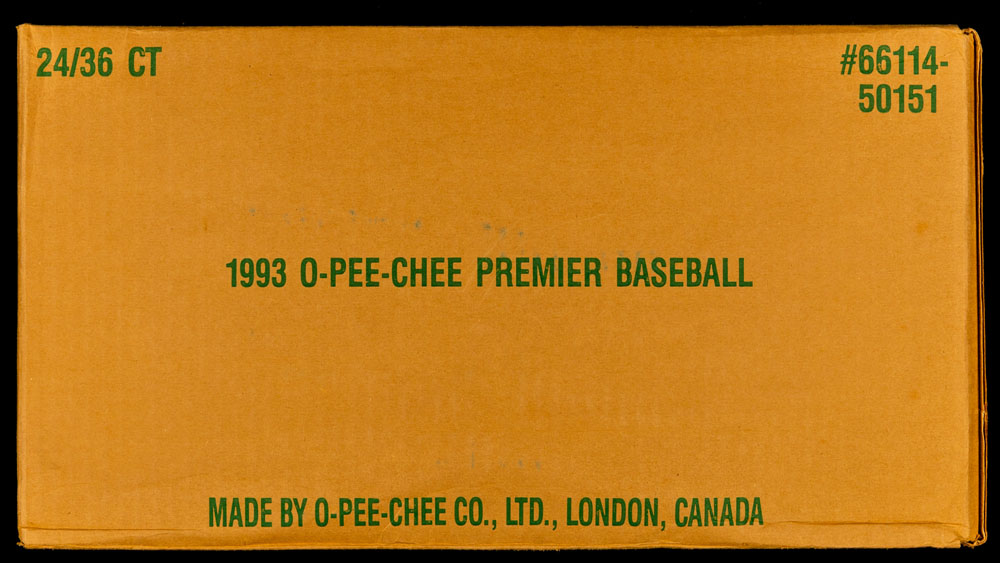 24/36 CT
#66114-
50151
1993 O-PEE-CHEE PREMIER BASEBALL
MADE BY O-PEE-CHEE CO., LTD., LONDON, CANADA